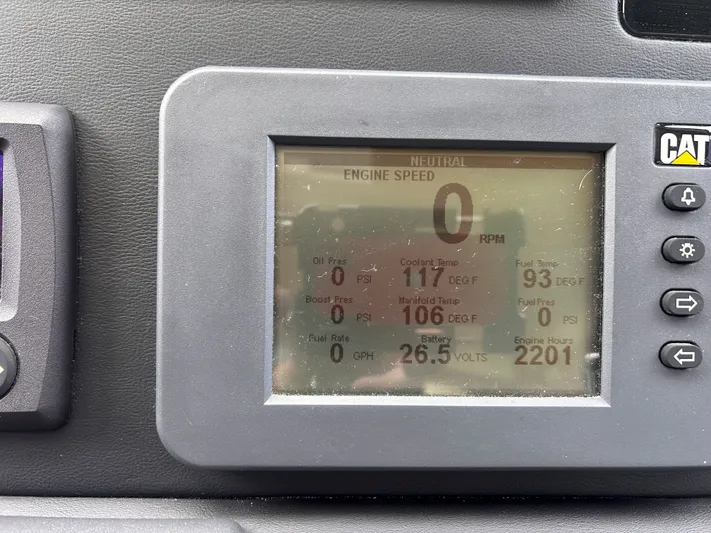 CAT
NEUTRAL
ENGINE SPEED
0 RPM
Oil Pres Coolant Temp Fuel Temp
0 PSI 117 DEG F 93 DEG F
Boost Pres Manifold Temp Fuel Pres
0 PSI 106 DEG F 0 PSI
Fuel Rate Battery Engine Hours
0 GPH 26.5 VOLTS 2201